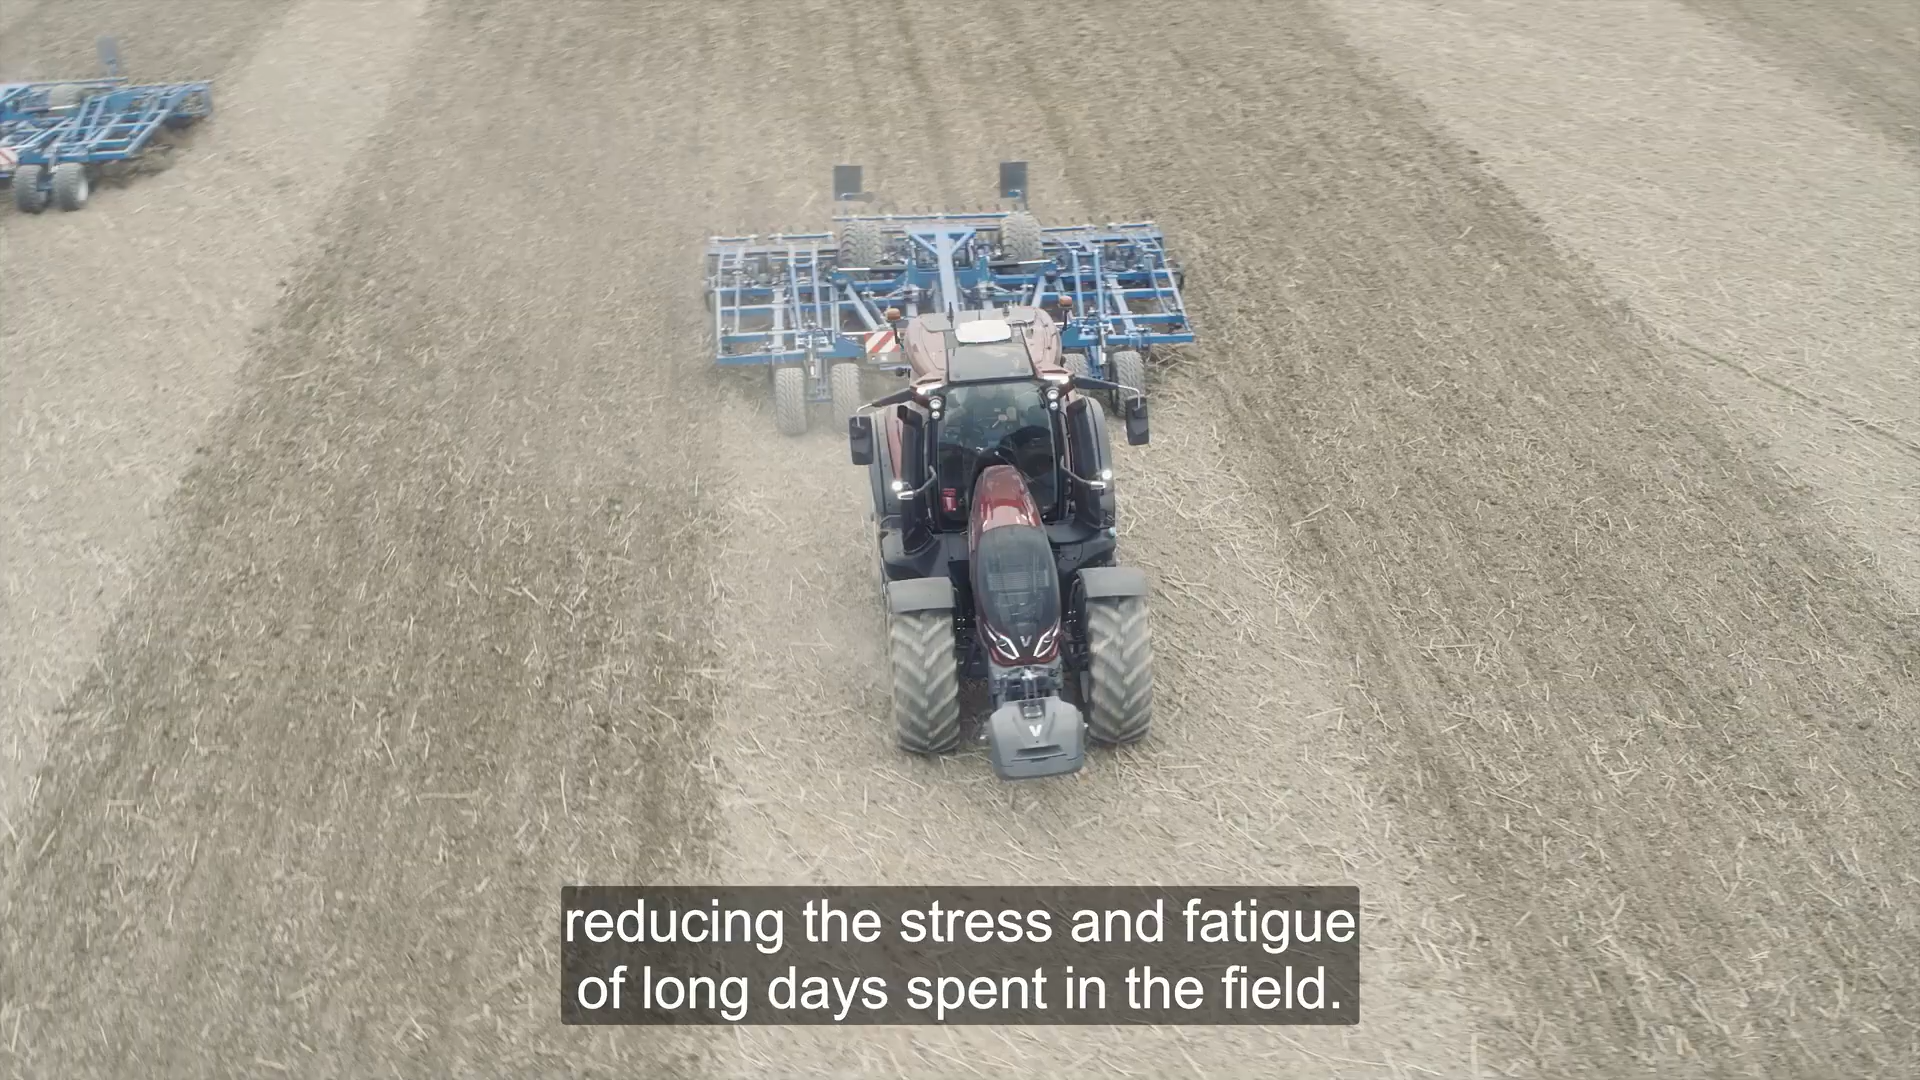 reducing the stress and fatigue
of long days spent in the field.